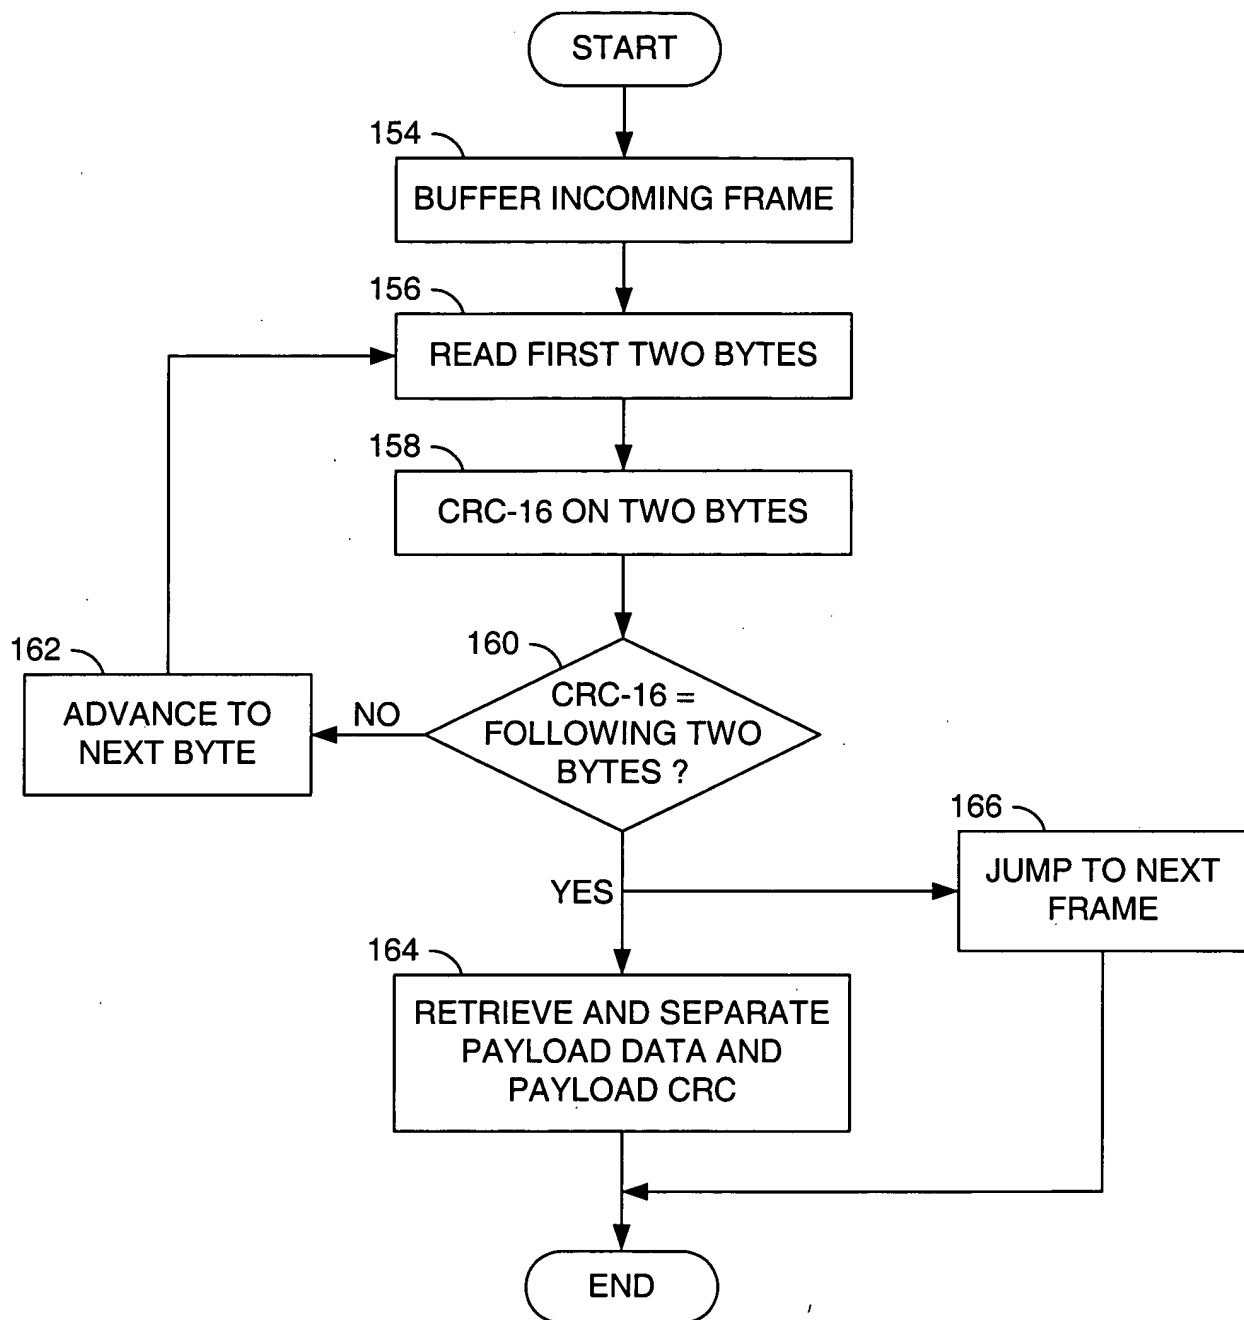 START
154
BUFFER INCOMING FRAME
156
READ FIRST TWO BYTES
158
CRC-16 ON TWO BYTES
160
CRC-16 =
FOLLOWING TWO
BYTES ?
162
ADVANCE TO
NEXT BYTE
NO
166
JUMP TO NEXT
FRAME
YES
164
RETRIEVE AND SEPARATE
PAYLOAD DATA AND
PAYLOAD CRC
END